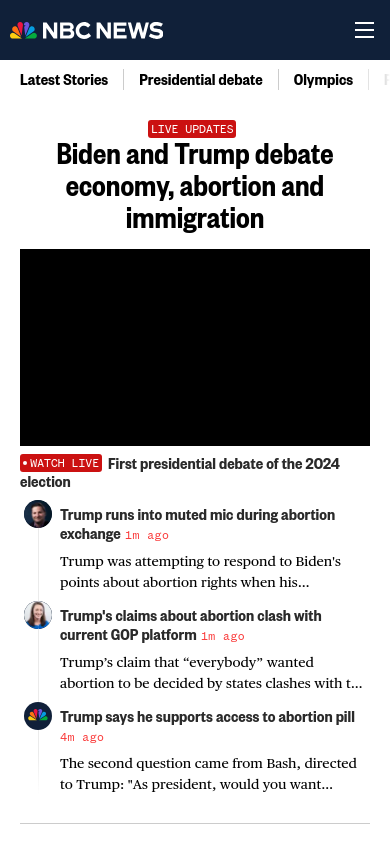 NBC NEWS
Latest Stories
Presidential debate
Olympics
LIVE UPDATES
Biden and Trump debate
economy, abortion and
immigration
WATCH LIVE First presidential debate of the 2024
election
Trump runs into muted mic during abortion
exchange 1m ago
Trump was attempting to respond to Biden's
points about abortion rights when his...
Trump's claims about abortion clash with
current GOP platform 1m ago
Trump’s claim that “everybody” wanted
abortion to be decided by states clashes with t...
Trump says he supports access to abortion pill
4m ago
The second question came from Bash, directed
to Trump: "As president, would you want...